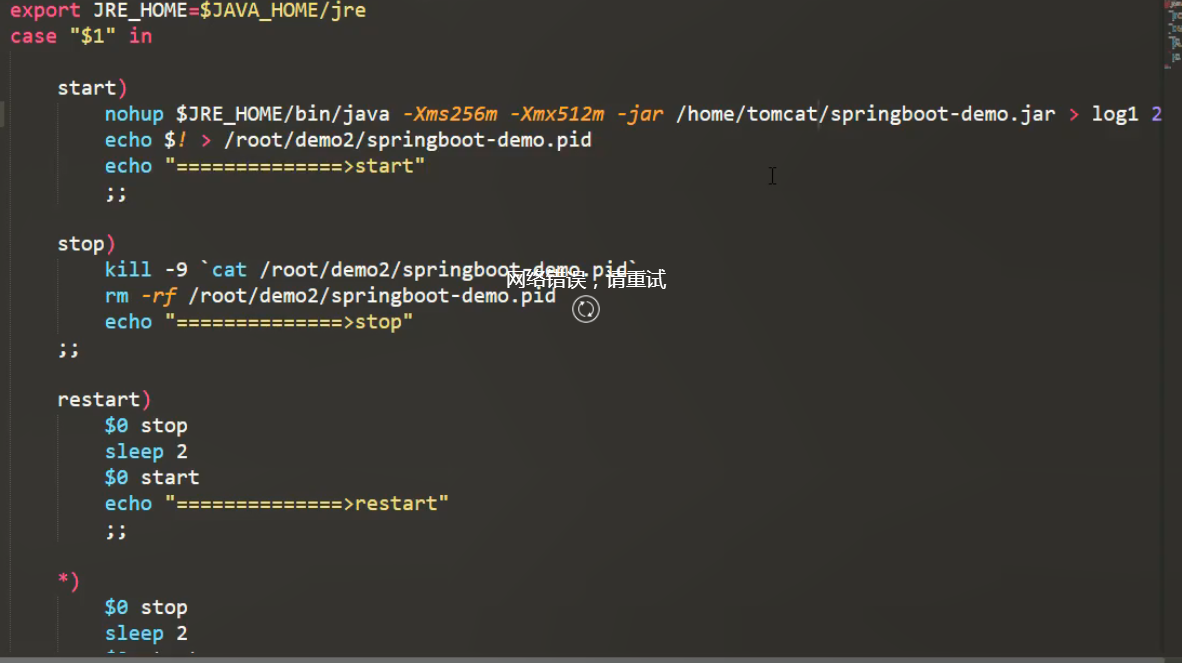 export JRE_HOME=$JAVA_HOME/jre
case "$1" in
start)
nohup $JRE_HOME/bin/java -Xms256m -Xmx512m -jar /home/tomcat/springboot-demo.jar > log1 2
echo $! > /root/demo2/springboot-demo.pid
echo "==============>start"
;;
stop)
kill -9 `cat /root/demo2/springboot-demo.pid`
网络错误，请重试
rm -rf /root/demo2/springboot-demo.pid
echo "==============>stop"
;;
restart)
$0 stop
sleep 2
$0 start
echo "==============>restart"
;;
*)
$0 stop
sleep 2